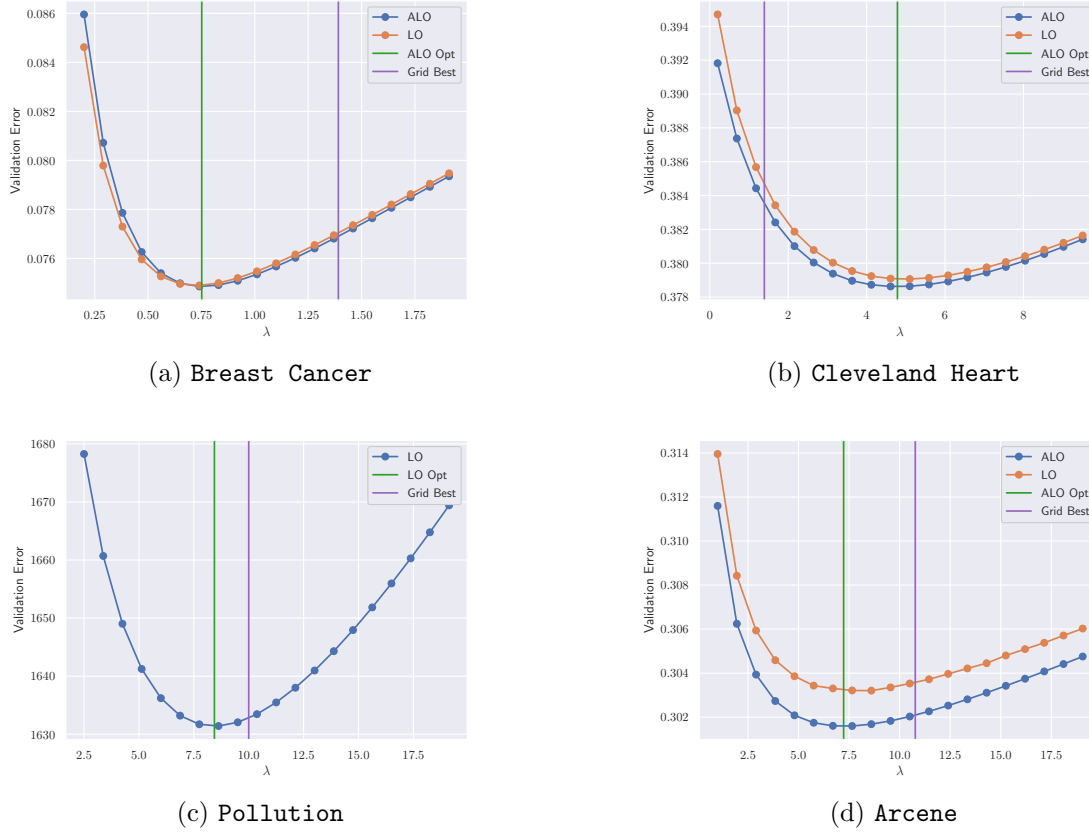 0.086
0.084
0.082
0.080
0.078
0.076
Validation Error
ALO
LO
ALO Opt
Grid Best
0.25 0.50 0.75 1.00 1.25 1.50 1.75
λ
(a) Breast Cancer
0.394
0.392
0.390
0.388
0.386
0.384
0.382
0.380
0.378
Validation Error
ALO
LO
ALO Opt
Grid Best
0 2 4 6 8
λ
(b) Cleveland Heart
1680
1670
1660
1650
1640
1630
Validation Error
LO
LO Opt
Grid Best
2.5 5.0 7.5 10.0 12.5 15.0 17.5
λ
(c) Pollution
0.314
0.312
0.310
0.308
0.306
0.304
0.302
Validation Error
ALO
LO
ALO Opt
Grid Best
2.5 5.0 7.5 10.0 12.5 15.0 17.5
λ
(d) Arcene